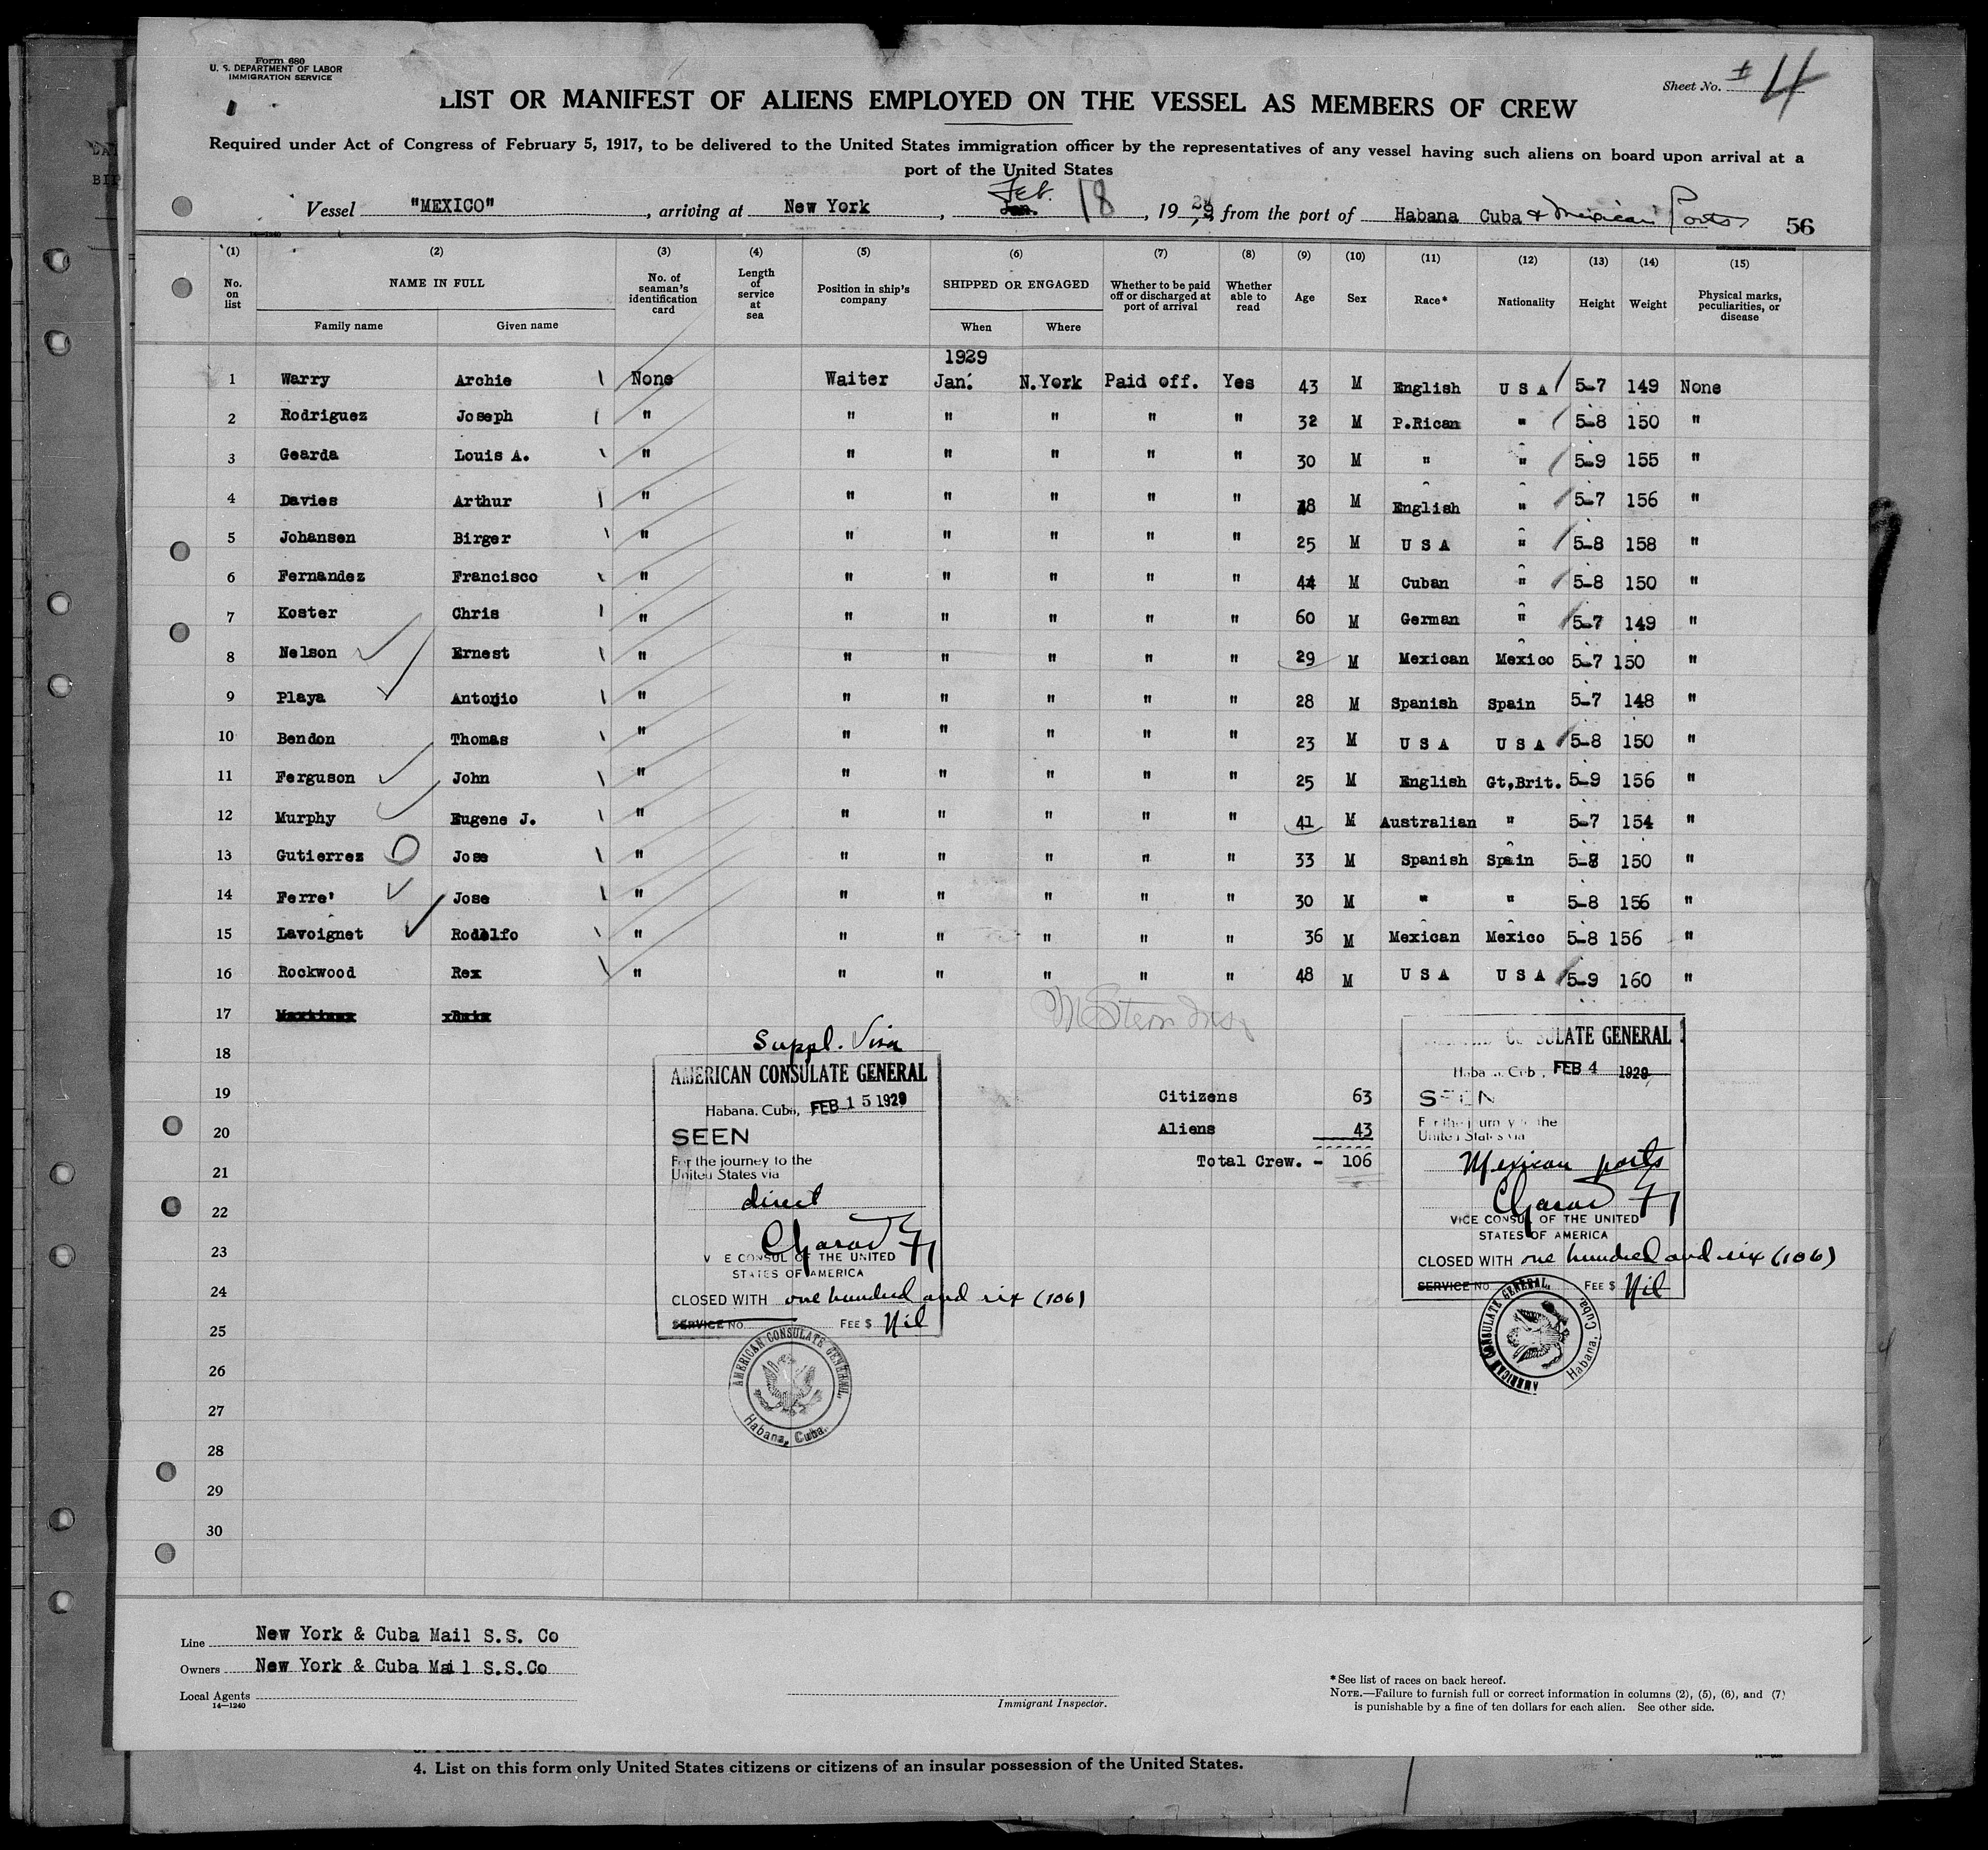 Form 680
U. S. DEPARTMENT OF LABOR
IMMIGRATION SERVICE
Sheet No. # 4
LIST OR MANIFEST OF ALIENS EMPLOYED ON THE VESSEL AS MEMBERS OF CREW
Required under Act of Congress of February 5, 1917, to be delivered to the United States immigration officer by the representatives of any vessel having such aliens on board upon arrival at a
port of the United States
Vessel "MEXICO", arriving at New York, Jan. Feb. 18, 1929, from the port of Habana Cuba & Mexican Ports
56
14—1240
(1) (2) (3) (4) (5) (6) (7) (8) (9) (10) (11) (12) (13) (14) (15)
No. on list NAME IN FULL No. of seaman's identification card Length of service at sea Position in ship's company SHIPPED OR ENGAGED Whether to be paid off or discharged at port of arrival Whether able to read Age Sex Race* Nationality Height Weight Physical marks, peculiarities, or disease
Family name Given name When Where
1929
1 Warry Archie None Waiter Jan. N.York Paid off. Yes 43 M English U S A 5-7 149 None
2 Rodriguez Joseph " " " " " " 32 M P.Rican " 5-8 150 "
3 Gearda Louis A. " " " " " " 30 M " " 5-9 155 "
4 Davies Arthur " " " " " " M English " 5-7 156 "
5 Johansen Birger " " " " " " 25 M U S A " 5-8 158 "
6 Fernandez Francisco " " " " " " 44 M Cuban " 5-8 150 "
7 Koster Chris " " " " " " 60 M German " 5-7 149 "
8 Nelson Ernest " " " " " " 29 M Mexican Mexico 5-7 150 "
9 Playa Antonio " " " " " " 28 M Spanish Spain 5-7 148 "
10 Bendon Thomas " " " " " " 23 M U S A U S A 5-8 150 "
11 Ferguson John " " " " " " 25 M English Gt,Brit. 5-9 156 "
12 Murphy Eugene J. " " " " " " 41 M Australian " 5-7 154 "
13 Gutierrez Jose " " " " " " 33 M Spanish Spain 5-8 150 "
14 Ferre' Jose " " " " " " 30 M " " 5-8 156 "
15 Lavoignet Rodolfo " " " " " " 36 M Mexican Mexico 5-8 156 "
16 Rockwood Rex " " " " " " 48 M U S A U S A 5-9 160 "
17
18
19
20
21
22
23
24
25
26
27
28
29
30
M Stern Ins.
Suppl. Visa
AMERICAN CONSULATE GENERAL
Habana, Cuba, FEB 15 1929
SEEN
For the journey to the
United States via
direct
VICE CONSUL OF THE UNITED
STATES OF AMERICA
CLOSED WITH one hundred and six (106)
SERVICE No. FEE $ Nil
AMERICAN CONSULATE GENERAL
Habana, Cuba.
Citizens 63
Aliens 43
Total Crew. - 106
CONSULATE GENERAL
Habana, Cuba, FEB 4 1929
SEEN
For the journey to the
United States via
Mexican ports
VICE CONSUL OF THE UNITED
STATES OF AMERICA
CLOSED WITH one hundred and six (106)
SERVICE No. FEE $ Nil
AMERICAN CONSULATE GENERAL.
Habana, Cuba.
Line New York & Cuba Mail S.S. Co
Owners New York & Cuba Mail S.S.Co
Local Agents
14—1240
Immigrant Inspector.
*See list of races on back hereof.
NOTE.—Failure to furnish full or correct information in columns (2), (5), (6), and (7)
is punishable by a fine of ten dollars for each alien. See other side.
4. List on this form only United States citizens or citizens of an insular possession of the United States.